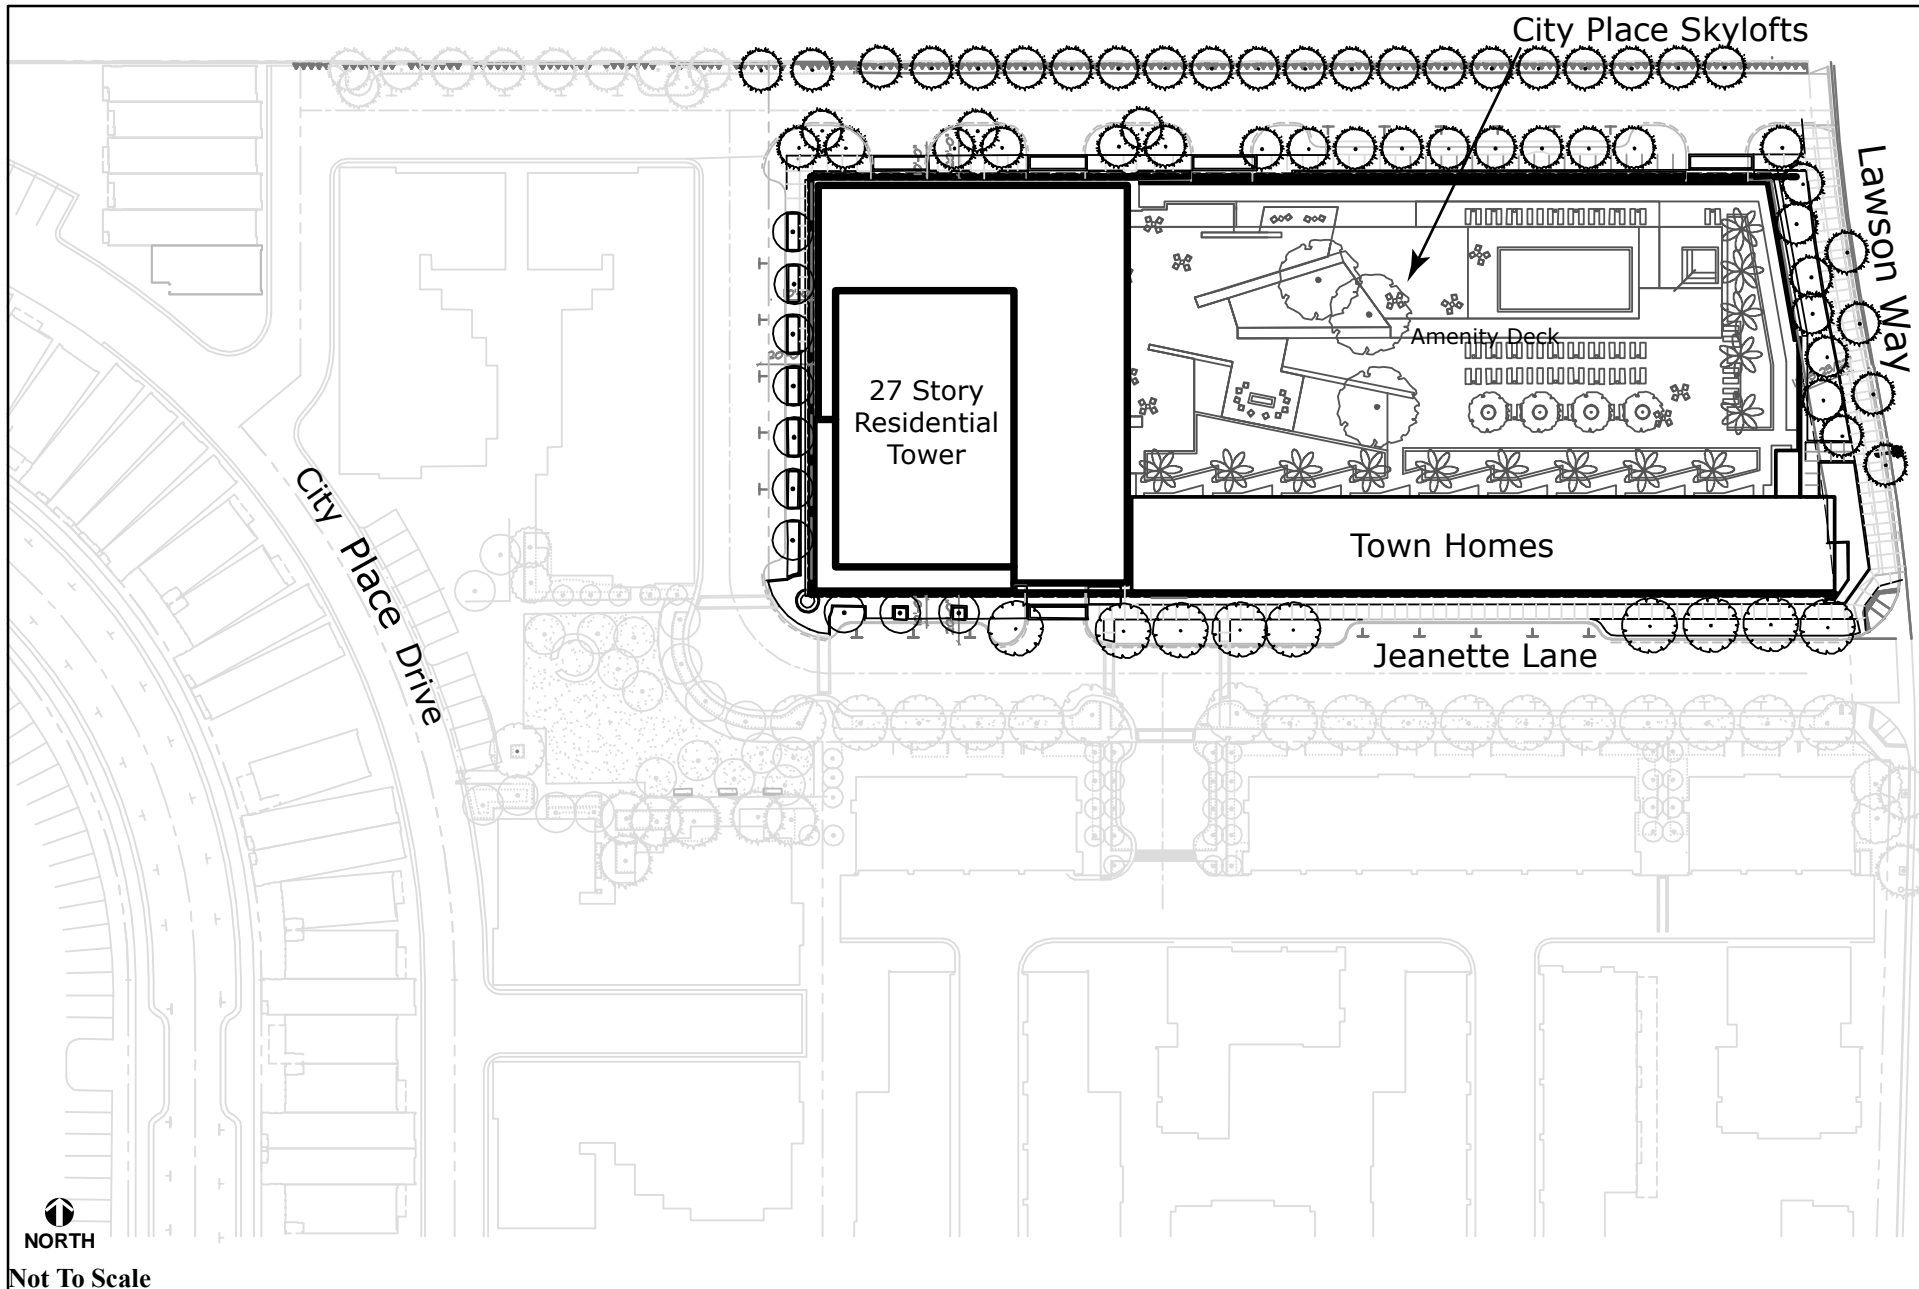 City Place Skylofts
Lawson Way
Amenity Deck
27 Story
Residential
Tower
City Place Drive
Town Homes
Jeanette Lane
NORTH
Not To Scale